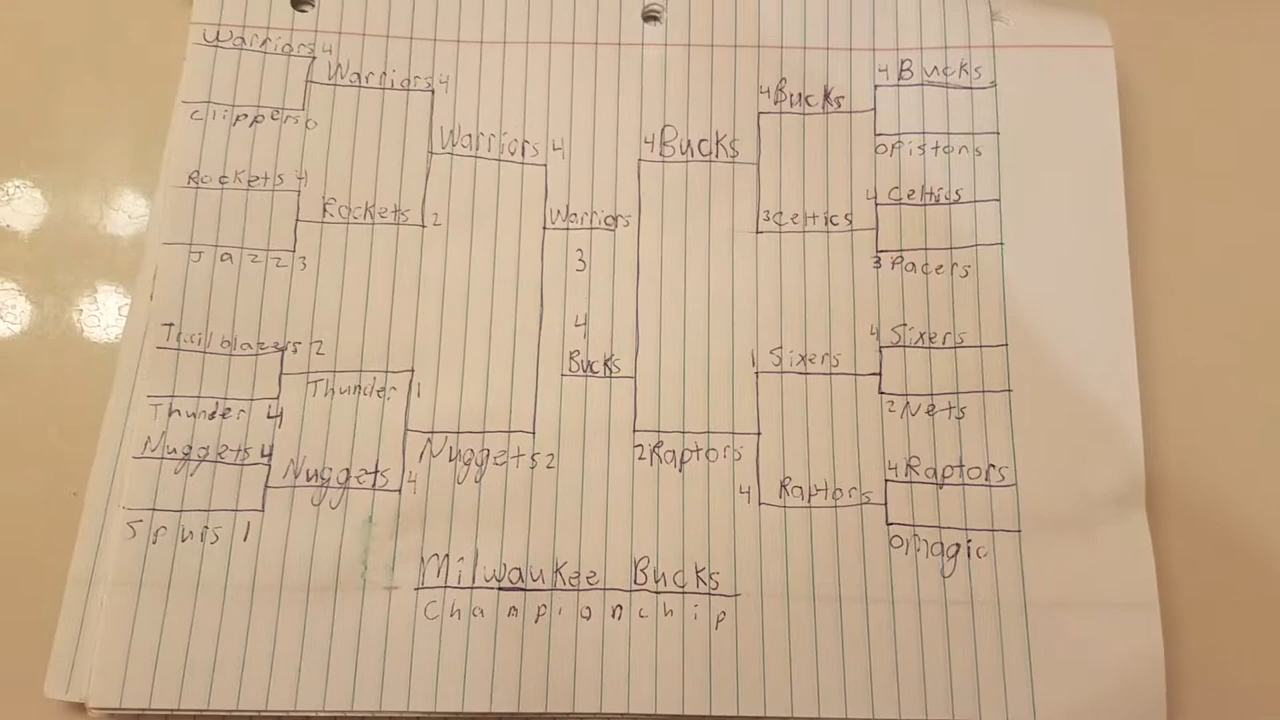 Warriors 4
Clippers 0
Rockets 4
Jazz 3
Trailblazers 2
Thunder 4
Nuggets 4
Spurs 1
Warriors 4
Rockets 2
Thunder 1
Nuggets 4
Warriors 4
Nuggets 2
Warriors
3
4
Bucks
4 Bucks
2 Raptors
4 Bucks
3 Celtics
1 Sixers
4 Raptors
4 Bucks
0 Pistons
4 Celtics
3 Pacers
4 Sixers
2 Nets
4 Raptors
0 Magic
Milwaukee Bucks
Championchip